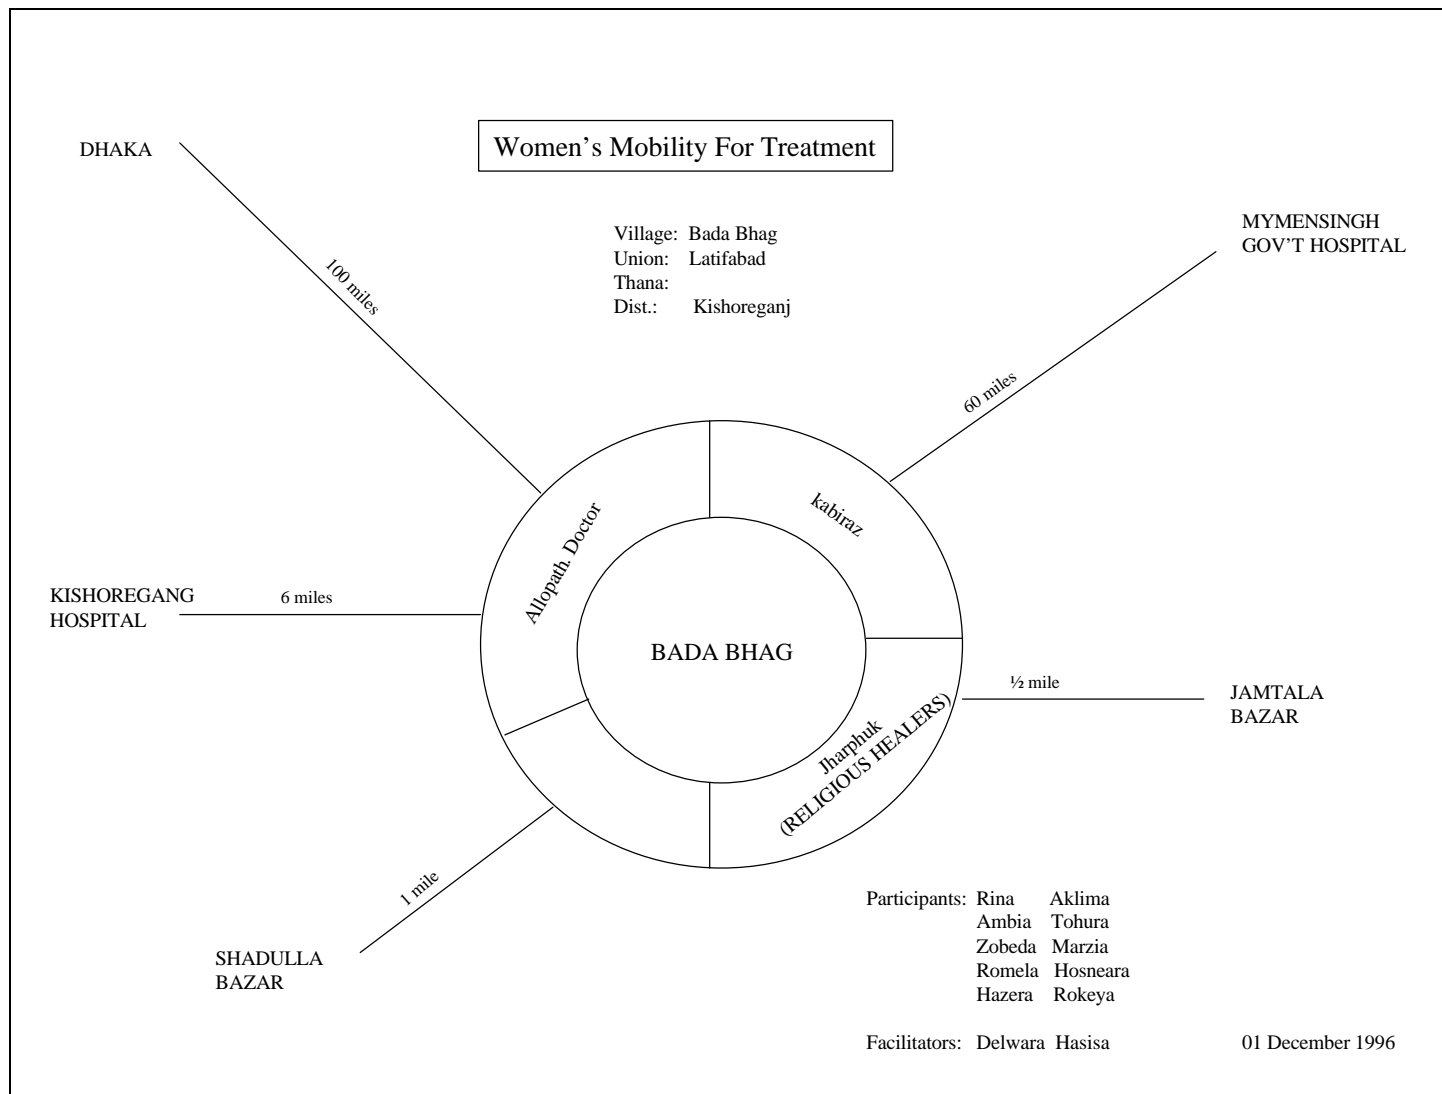 Women's Mobility For Treatment
DHAKA
MYMENSINGH
GOV'T HOSPITAL
Village: Bada Bhag
Union: Latifabad
Thana:
Dist.: Kishoreganj
100 miles
60 miles
kabiraz
Allopath. Doctor
KISHOREGANG
HOSPITAL
6 miles
BADA BHAG
½ mile
JAMTALA
BAZAR
Jharphuk
(RELIGIOUS HEALERS)
1 mile
SHADULLA
BAZAR
Participants: Rina Aklima
Ambia Tohura
Zobeda Marzia
Romela Hosneara
Hazera Rokeya
Facilitators: Delwara Hasisa
01 December 1996